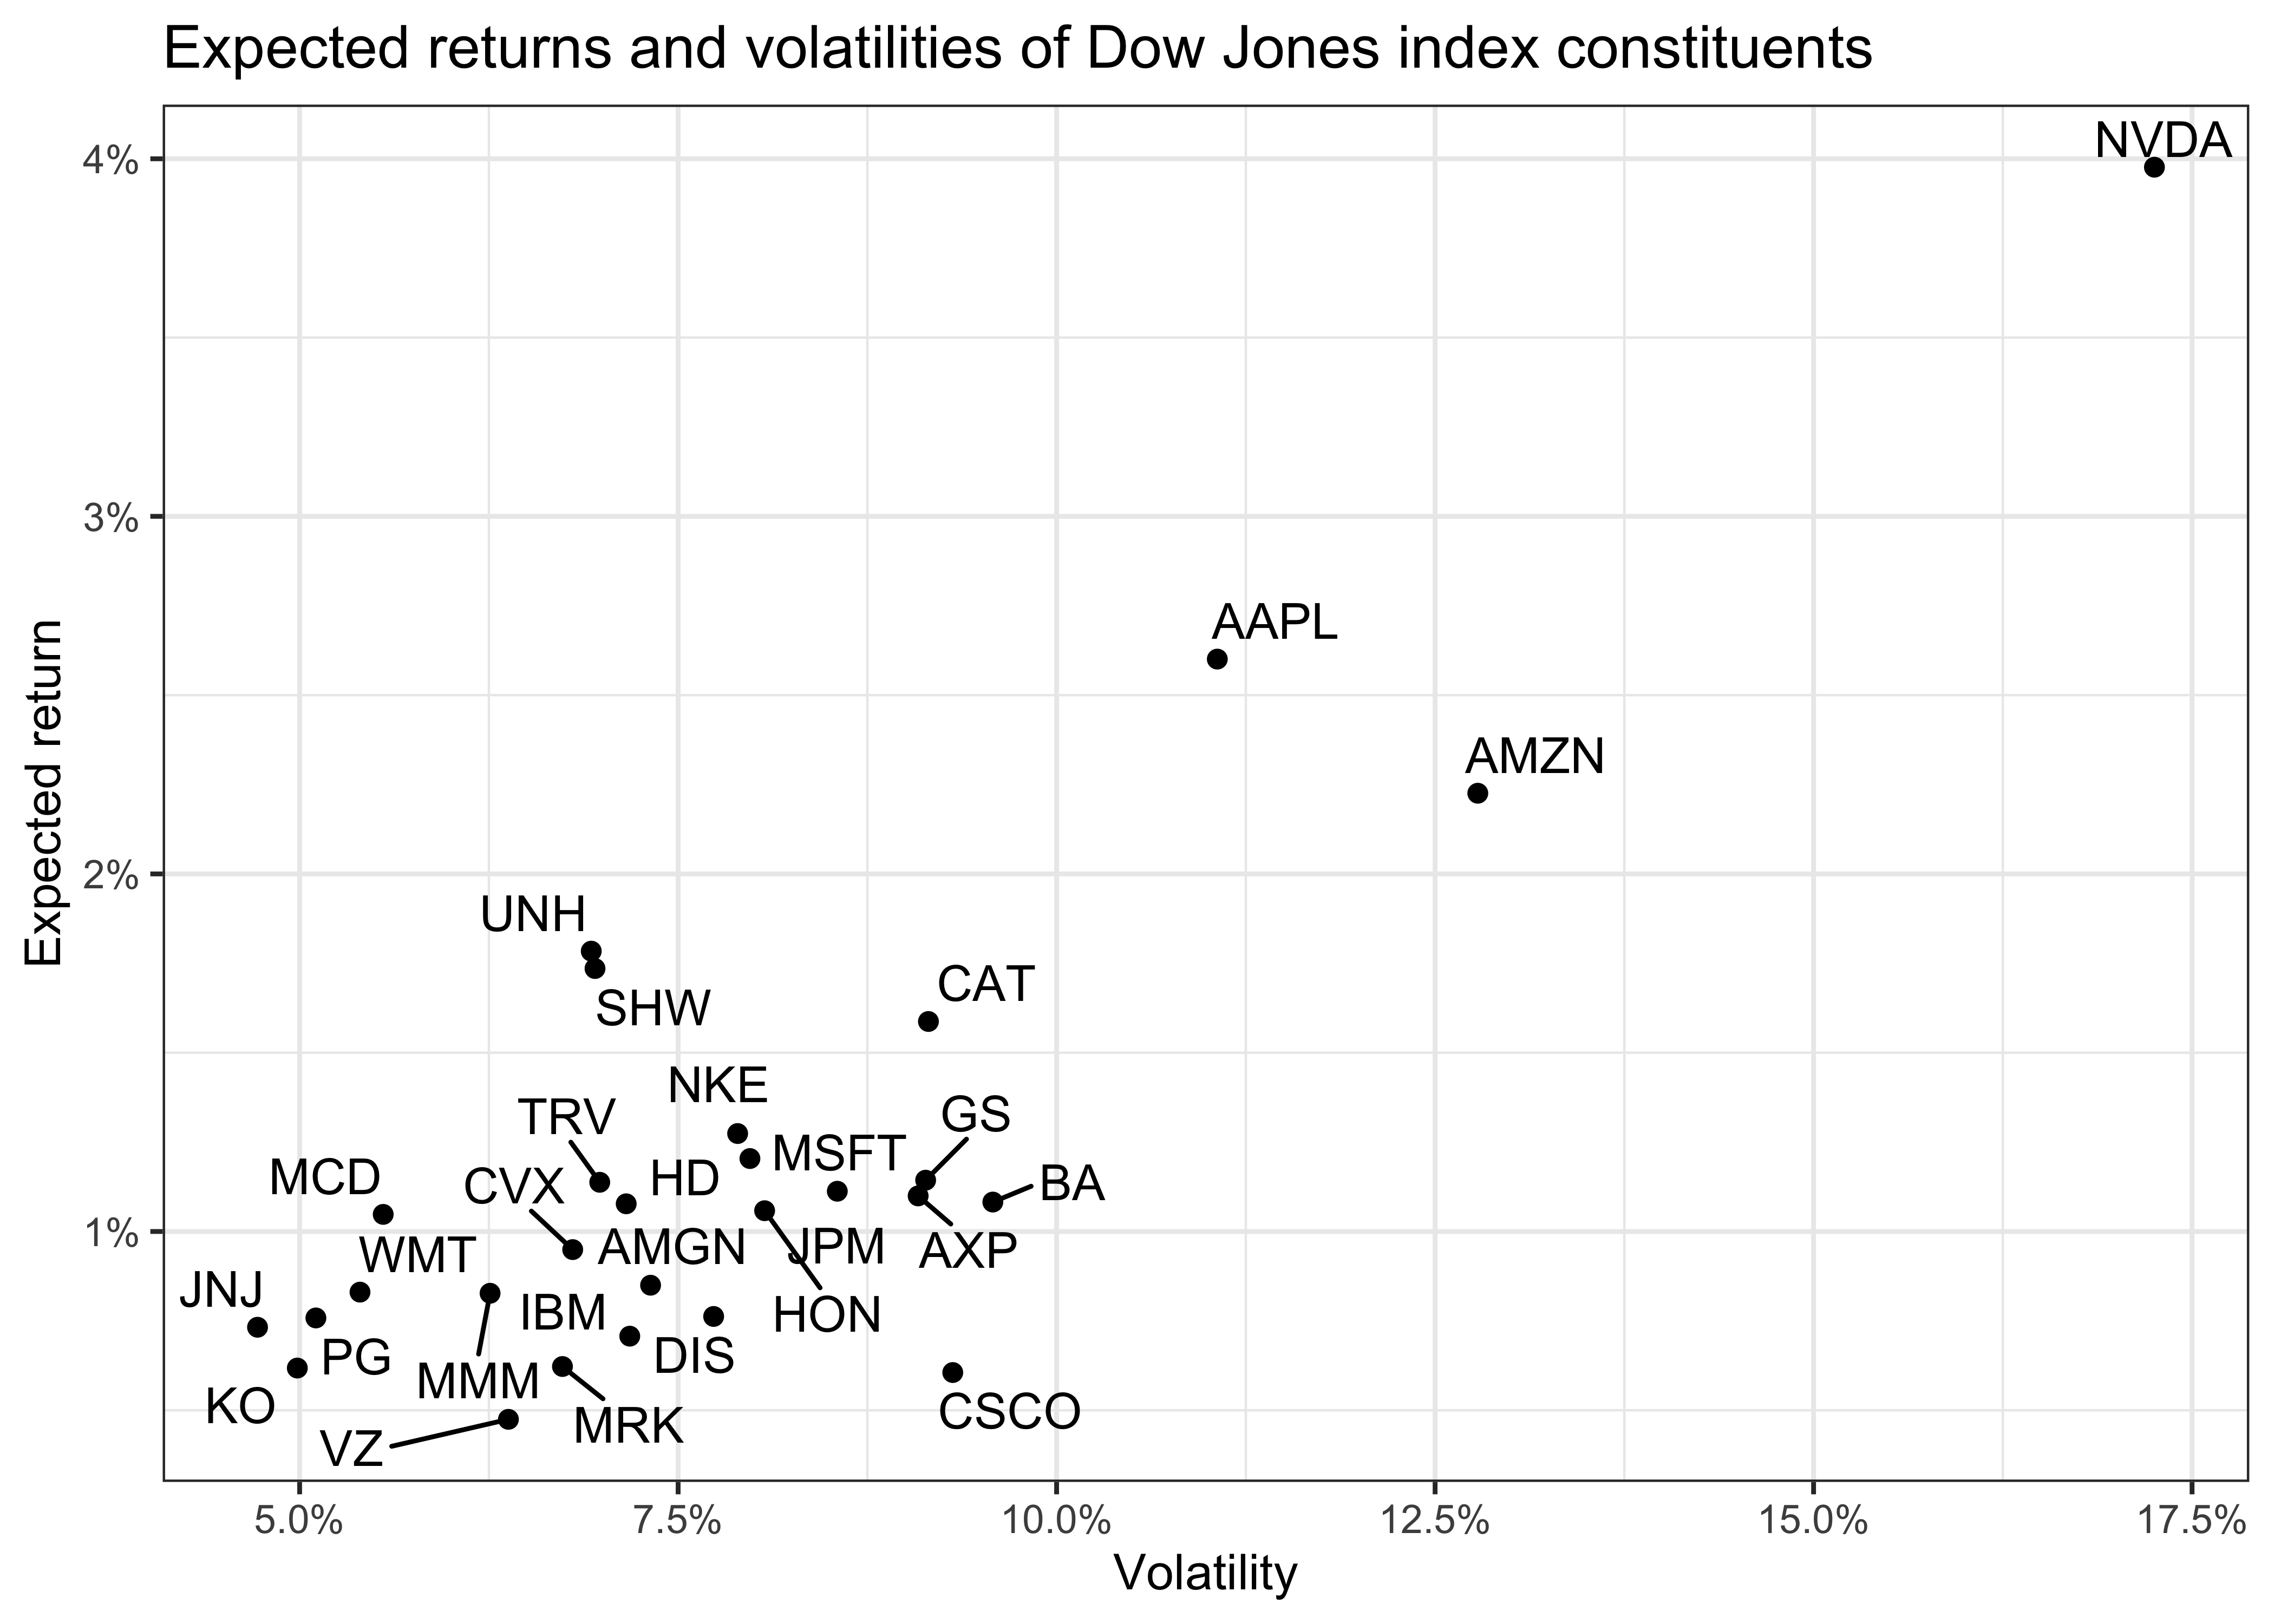 Expected returns and volatilities of Dow Jones index constituents
Expected return
4%
3%
2%
1%
NVDA
AAPL
AMZN
UNH
CAT
SHW
NKE
GS
TRV
MSFT
MCD
CVX
HD
BA
WMT
AMGN
JPM
AXP
JNJ
IBM
HON
PG
DIS
MMM
KO
CSCO
MRK
VZ
5.0%
7.5%
10.0%
12.5%
15.0%
17.5%
Volatility